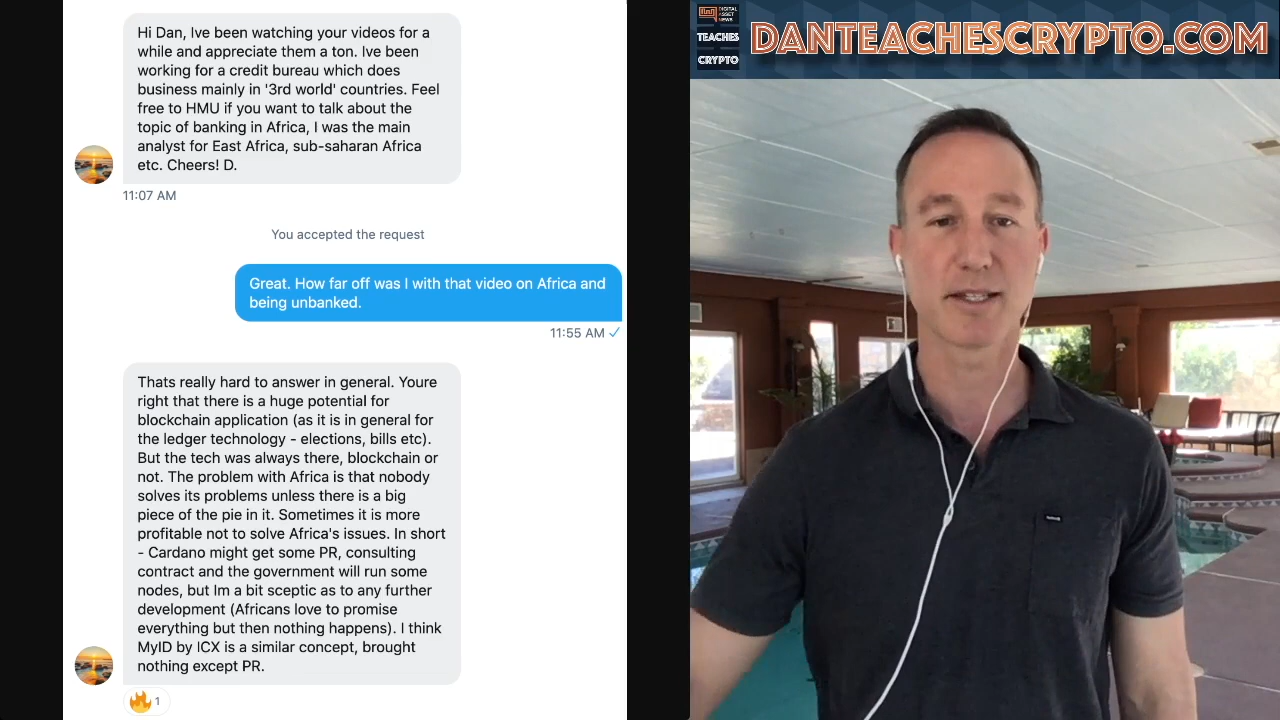 Hi Dan, Ive been watching your videos for a
while and appreciate them a ton. Ive been
working for a credit bureau which does
business mainly in '3rd world' countries. Feel
free to HMU if you want to talk about the
topic of banking in Africa, I was the main
analyst for East Africa, sub-saharan Africa
etc. Cheers! D.
11:07 AM
You accepted the request
Great. How far off was I with that video on Africa and
being unbanked.
11:55 AM
Thats really hard to answer in general. Youre
right that there is a huge potential for
blockchain application (as it is in general for
the ledger technology - elections, bills etc).
But the tech was always there, blockchain or
not. The problem with Africa is that nobody
solves its problems unless there is a big
piece of the pie in it. Sometimes it is more
profitable not to solve Africa's issues. In short
- Cardano might get some PR, consulting
contract and the government will run some
nodes, but Im a bit sceptic as to any further
development (Africans love to promise
everything but then nothing happens). I think
MyID by ICX is a similar concept, brought
nothing except PR.
1
DIGITAL
ASSET
NEWS
TEACHES
CRYPTO
DANTEACHESCRYPTO.COM